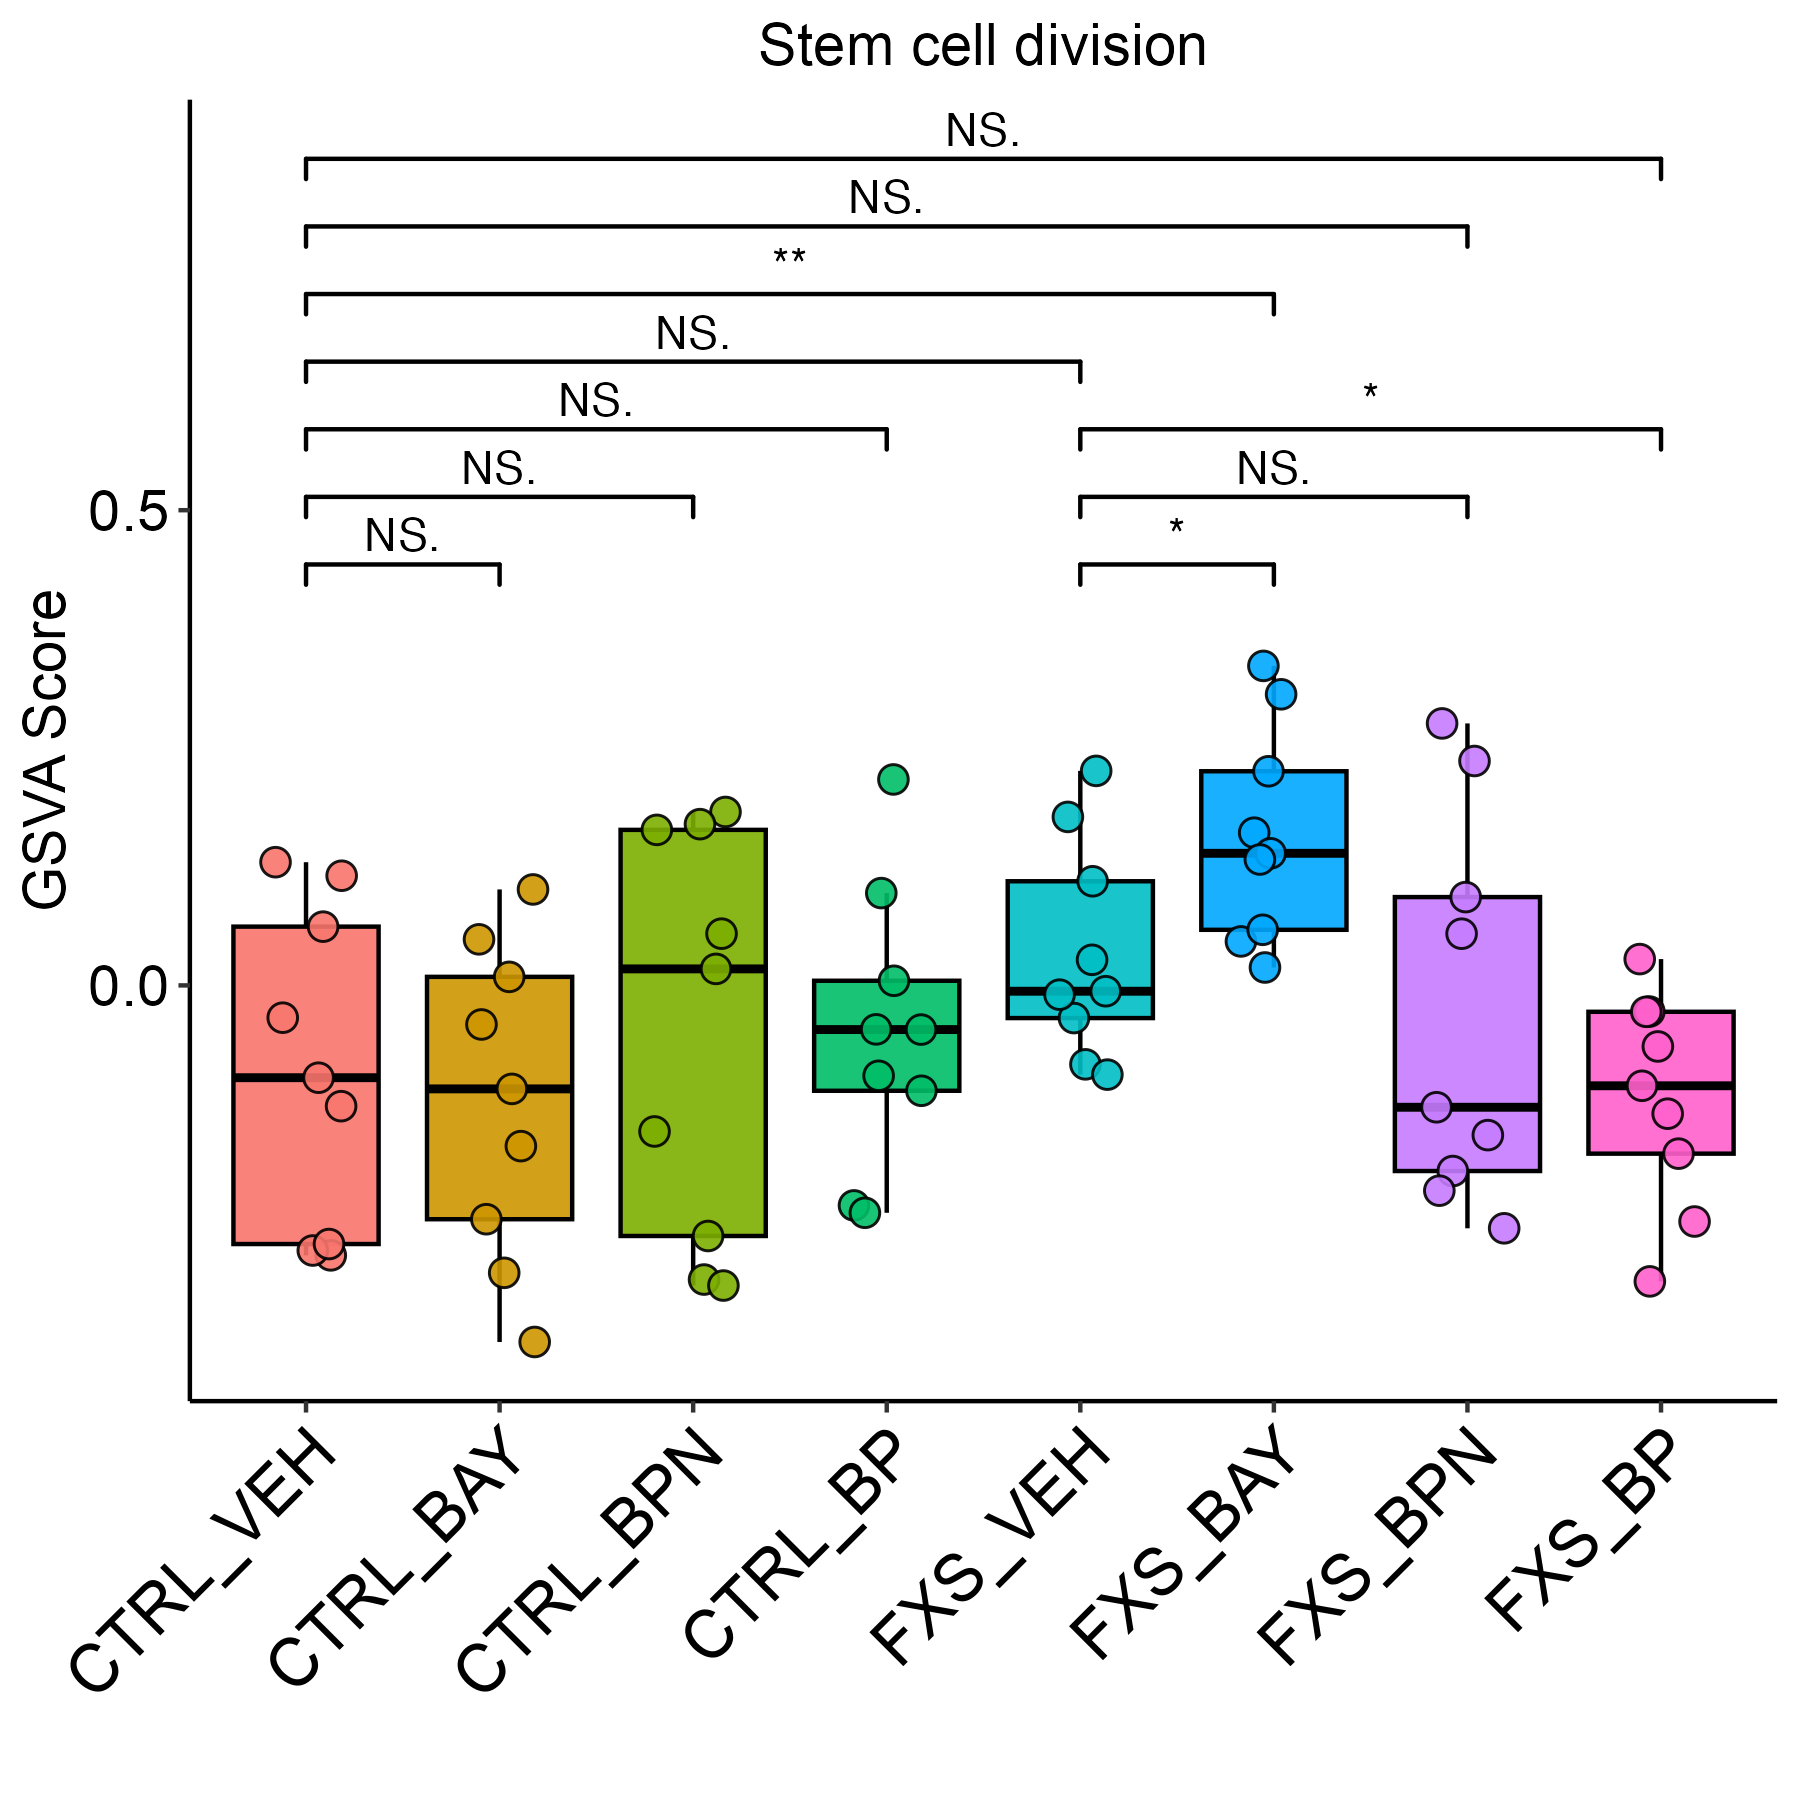 Stem cell division
NS.
NS.
**
NS.
NS.
*
NS.
NS.
NS.
*
0.5
0.0
GSVA Score
CTRL_VEH
CTRL_BAY
CTRL_BPN
CTRL_BP
FXS_VEH
FXS_BAY
FXS_BPN
FXS_BP